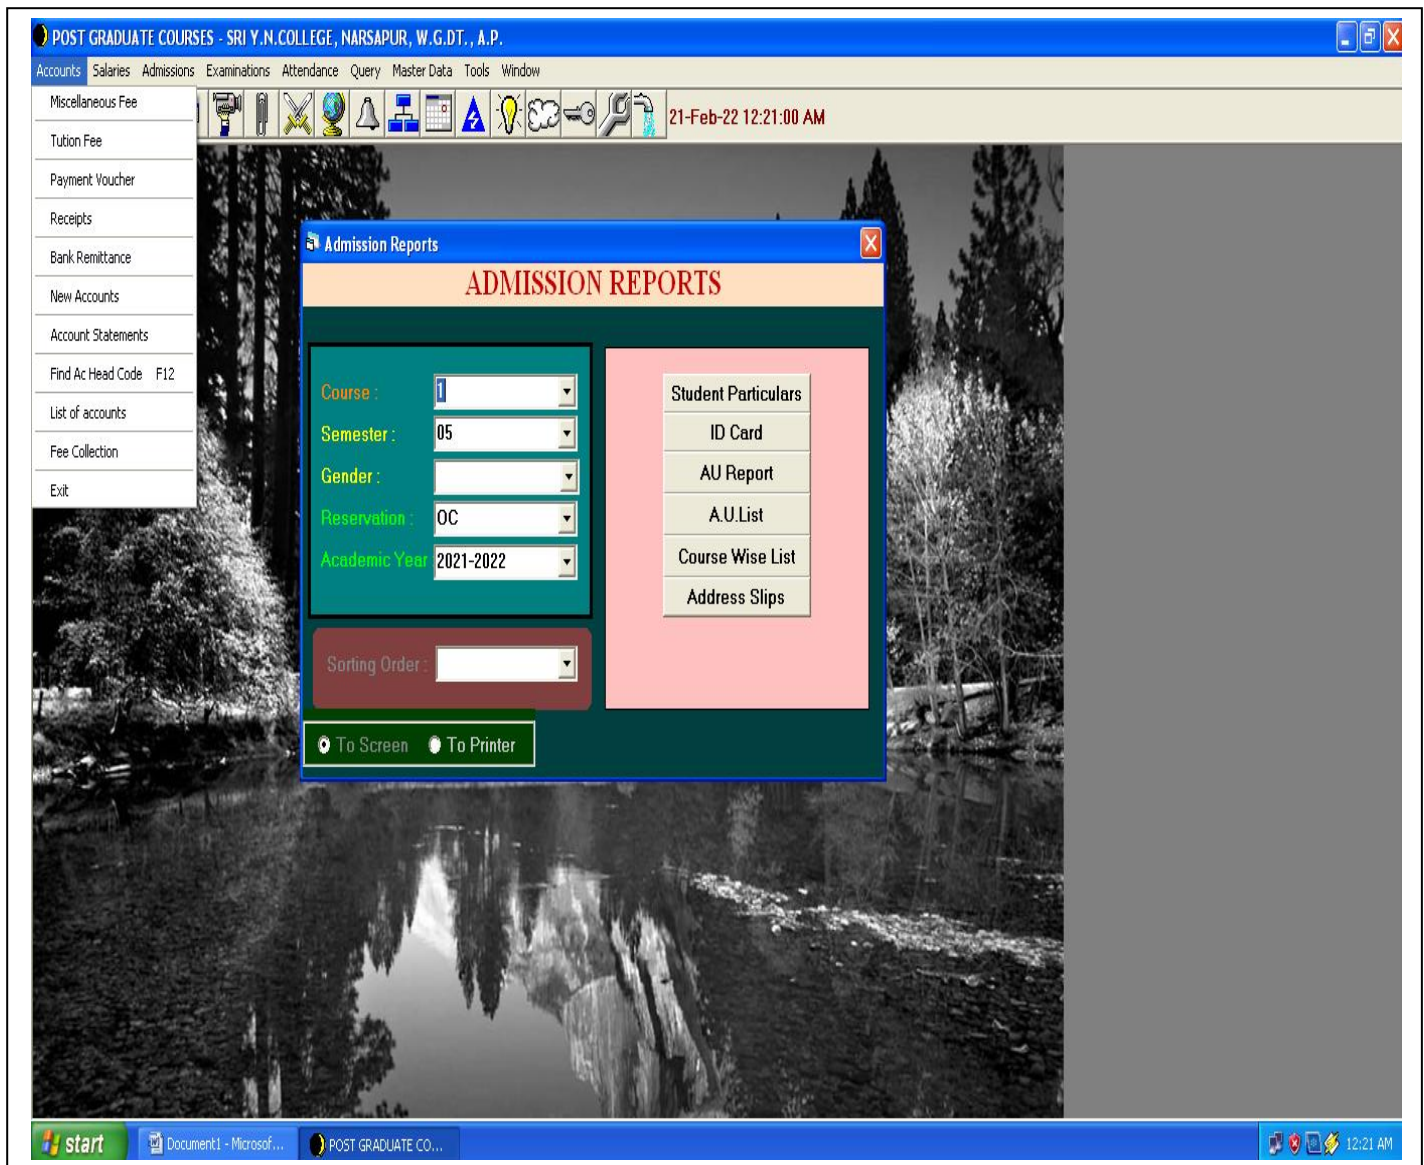 POST GRADUATE COURSES - SRI Y.N.COLLEGE, NARSAPUR, W.G.DT., A.P.
Accounts Salaries Admissions Examinations Attendance Query Master Data Tools Window
21-Feb-22 12:21:00 AM
Miscellaneous Fee
Tution Fee
Payment Voucher
Receipts
Bank Remittance
New Accounts
Account Statements
Find Ac Head Code F12
List of accounts
Fee Collection
Exit
Admission Reports
ADMISSION REPORTS
Course : 1
Semester : 05
Gender :
Reservation : OC
Academic Year 2021-2022
Sorting Order :
To Screen To Printer
Student Particulars
ID Card
AU Report
A.U.List
Course Wise List
Address Slips
start Document1 - Microsof... POST GRADUATE CO... 12:21 AM